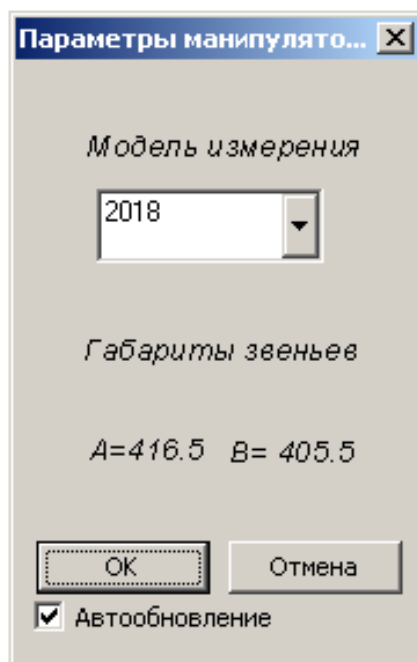 Параметры манипулято...
Модель измерения
2018
Габариты звеньев
A=416.5 B= 405.5
OK Отмена
Автообновление